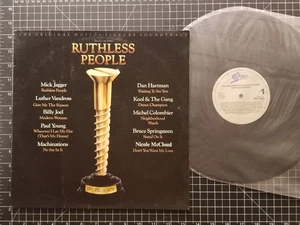 THE ORIGINAL MOTION PICTURE SOUNDTRACK
RUTHLESS
PEOPLE
Mick Jagger
Ruthless People
Luther Vandross
Give Me The Reason
Billy Joel
Modern Woman
Paul Young
Wherever I Lay My Hat
(That's My Home)
Machinations
No Say In It
Dan Hartman
Waiting To See You
Kool & The Gang
Dance Champion
Michel Colombier
Neighborhood
Watch
Bruce Springsteen
Stand On It
Nicole McCloud
Don't You Want My Love
Epic
1